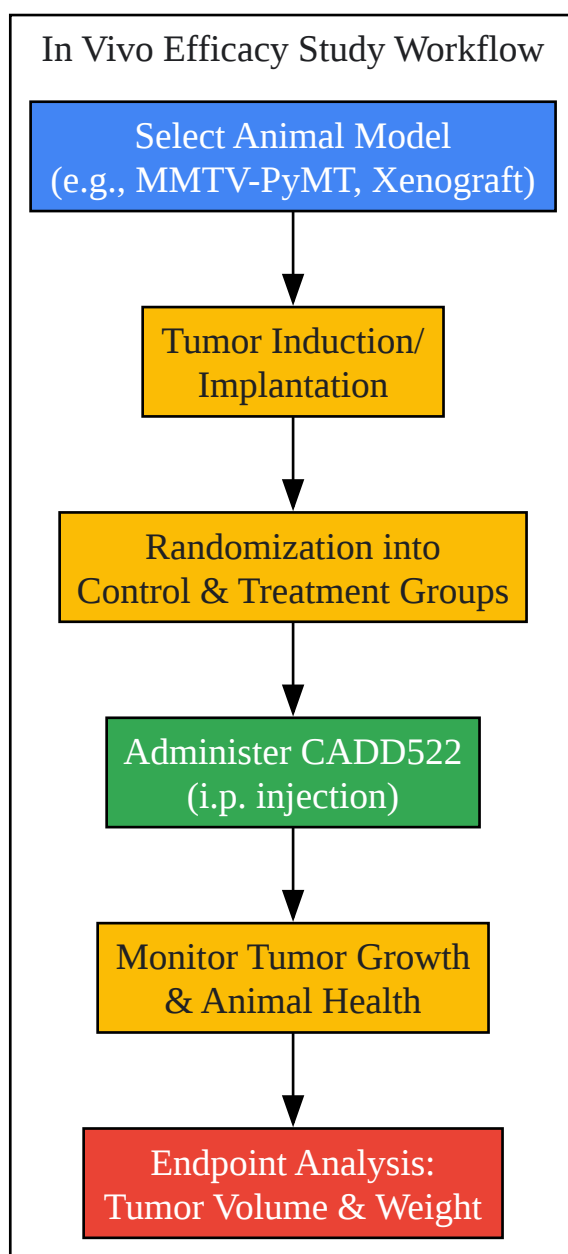 In Vivo Efficacy Study Workflow
Select Animal Model
(e.g., MMTV-PyMT, Xenograft)
Tumor Induction/
Implantation
Randomization into
Control & Treatment Groups
Administer CADD522
(i.p. injection)
Monitor Tumor Growth
& Animal Health
Endpoint Analysis:
Tumor Volume & Weight